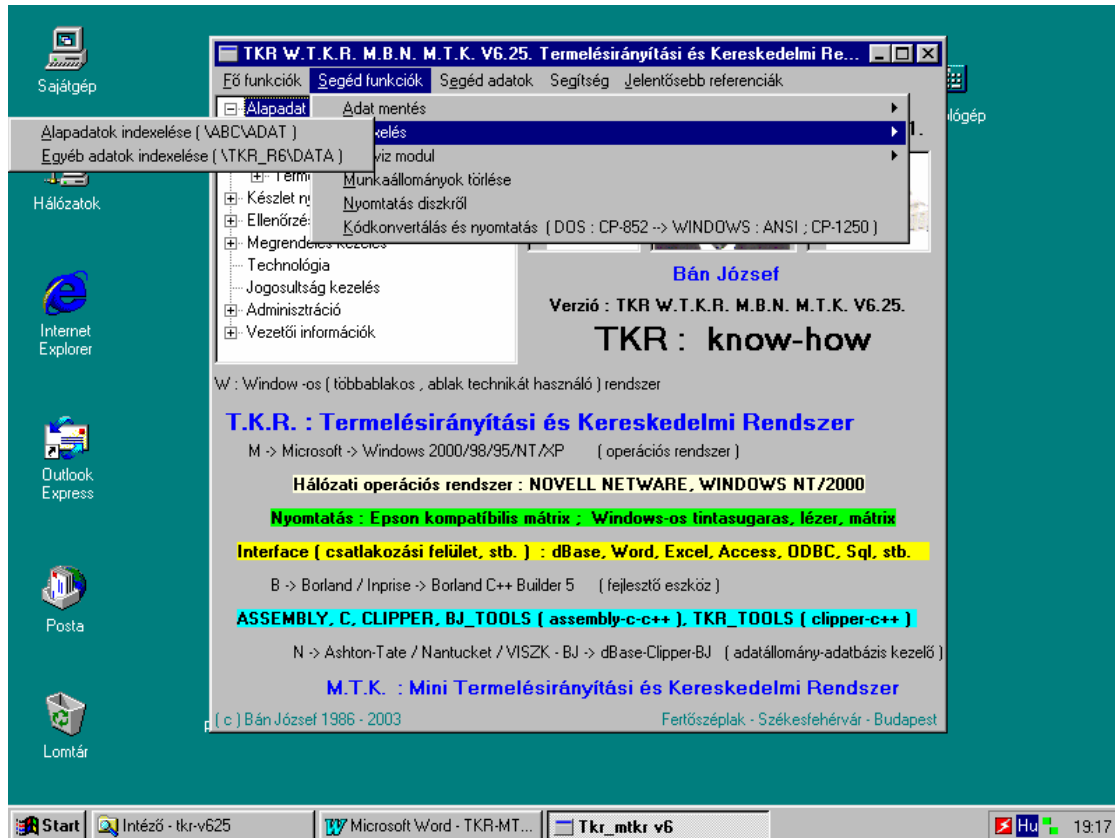 Sajátgép
Hálózatok
Internet
Explorer
Outlook
Express
Posta
Lomtár
TKR W.T.K.R. M.B.N. M.T.K. V6.25. Termelésirányítási és Kereskedelmi Re...
Fő funkciók Segéd funkciók Segéd adatok Segítség Jelentősebb referenciák
Alapadat
Adat mentés
Alapadatok indexelése ( \ABC\ADAT )
Egyéb adatok indexelése ( \TKR_R6\DATA )
xelés
viz modul
Munkaállományok törlése
Nyomtatás diszkről
Kódkonvertálás és nyomtatás ( DOS : CP-852 --> WINDOWS : ANSI ; CP-1250 )
lógép
1.
Term
Készlet ny
Ellenőrzé
Megrendelés kezelés
Technológia
Jogosultság kezelés
Adminisztráció
Vezetői információk
Bán József
Verzió : TKR W.T.K.R. M.B.N. M.T.K. V6.25.
TKR : know-how
W : Window -os ( többablakos , ablak technikát használó ) rendszer
T.K.R. : Termelésirányítási és Kereskedelmi Rendszer
M -> Microsoft -> Windows 2000/98/95/NT/XP ( operációs rendszer )
Hálózati operációs rendszer : NOVELL NETWARE, WINDOWS NT/2000
Nyomtatás : Epson kompatíbilis mátrix ; Windows-os tintasugaras, lézer, mátrix
Interface ( csatlakozási felület, stb. ) : dBase, Word, Excel, Access, ODBC, Sql, stb.
B -> Borland / Inprise -> Borland C++ Builder 5 ( fejlesztő eszköz )
ASSEMBLY, C, CLIPPER, BJ_TOOLS ( assembly-c-c++ ), TKR_TOOLS ( clipper-c++ )
N -> Ashton-Tate / Nantucket / VISZK - BJ -> dBase-Clipper-BJ ( adatállomány-adatbázis kezelő )
M.T.K. : Mini Termelésirányítási és Kereskedelmi Rendszer
( c ) Bán József 1986 - 2003 Fertőszéplak - Székesfehérvár - Budapest
Start Intéző - tkr-v625 Microsoft Word - TKR-MT... Tkr_mtkr v6 Hu 19:17